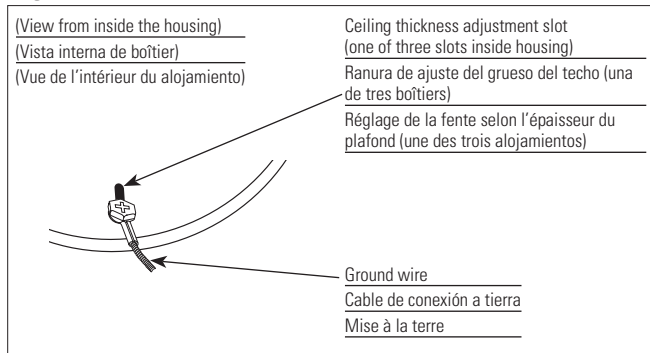 (View from inside the housing)
(Vista interna de boîtier)
(Vue de l'intérieur du alojamiento)
Ceiling thickness adjustment slot
(one of three slots inside housing)
Ranura de ajuste del grueso del techo (una
de tres boîtiers)
Réglage de la fente selon l'épaisseur du
plafond (une des trois alojamientos)
Ground wire
Cable de conexión a tierra
Mise à la terre